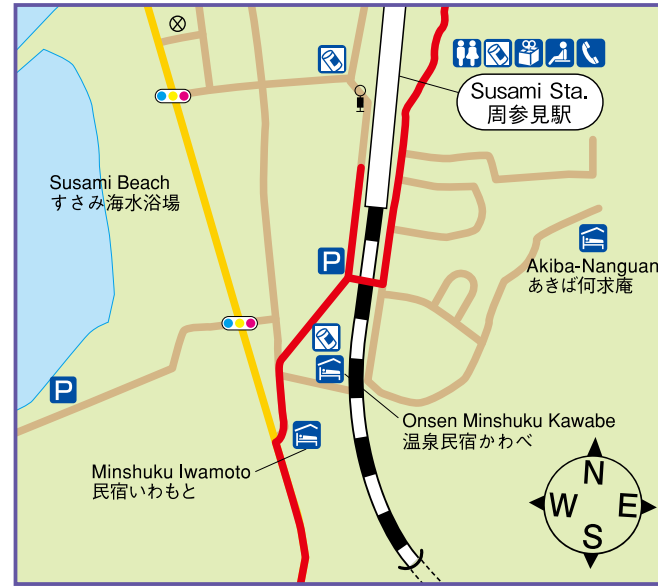 Susami Sta.
周参見駅
Susami Beach
すさみ海水浴場
P
Akiba-Nanguan
あきば何求庵
P
Onsen Minshuku Kawabe
温泉民宿かわべ
Minshuku Iwamoto
民宿いわもと
N
W E
S